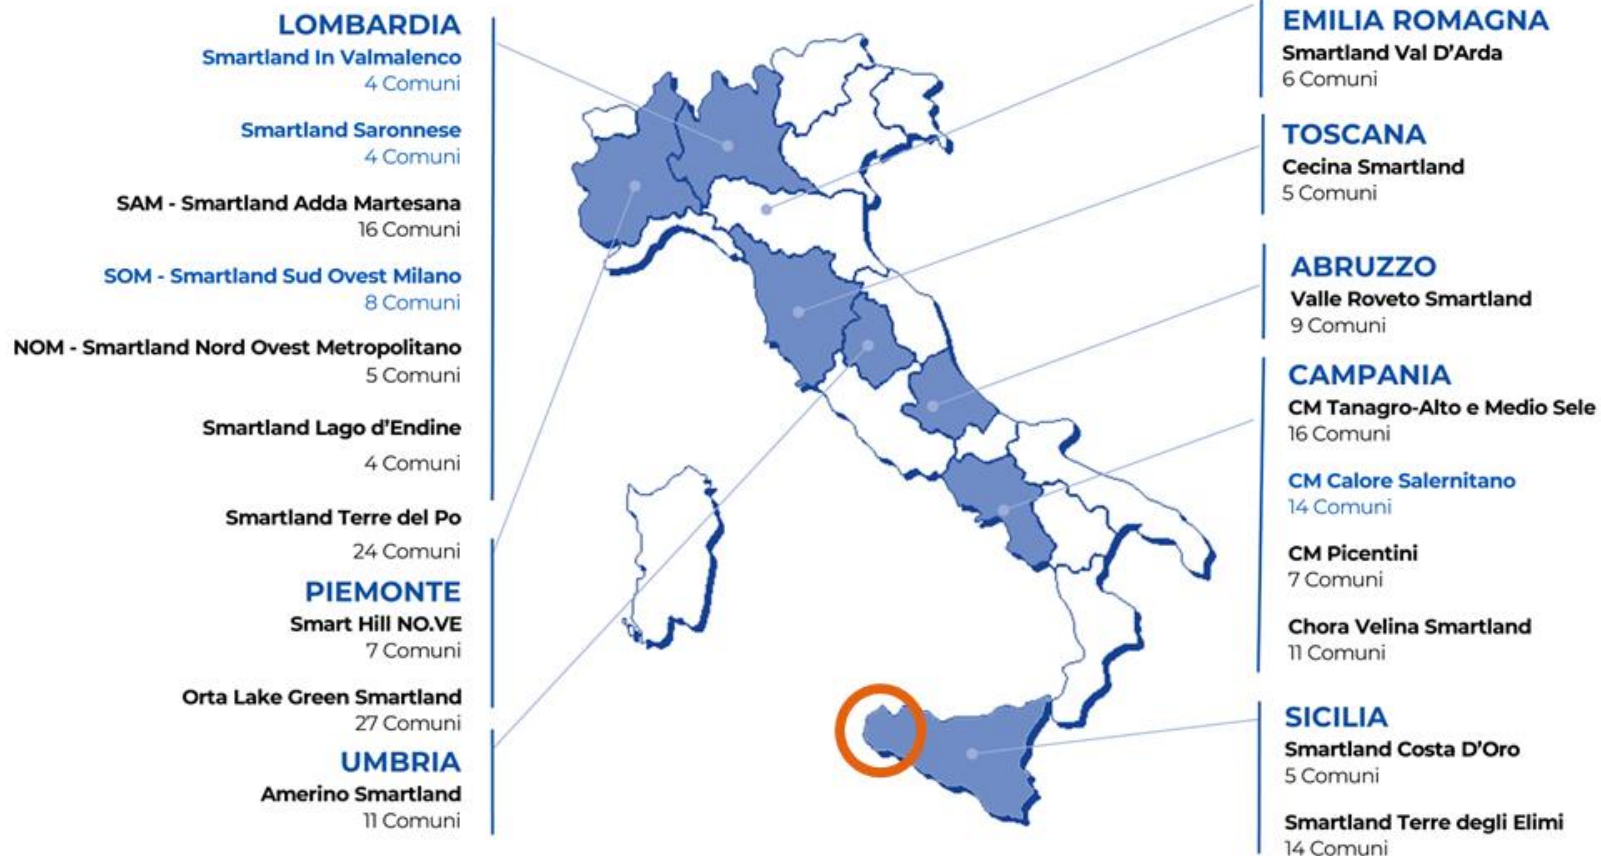 LOMBARDIA
Smartland In Valmalenco
4 Comuni
Smartland Saronnese
4 Comuni
SAM - Smartland Adda Martesana
16 Comuni
SOM - Smartland Sud Ovest Milano
8 Comuni
NOM - Smartland Nord Ovest Metropolitano
5 Comuni
Smartland Lago d'Endine
4 Comuni
Smartland Terre del Po
24 Comuni
PIEMONTE
Smart Hill NO.VE
7 Comuni
Orta Lake Green Smartland
27 Comuni
UMBRIA
Amerino Smartland
11 Comuni
EMILIA ROMAGNA
Smartland Val D'Arda
6 Comuni
TOSCANA
Cecina Smartland
5 Comuni
ABRUZZO
Valle Roveto Smartland
9 Comuni
CAMPANIA
CM Tanagro-Alto e Medio Sele
16 Comuni
CM Calore Salernitano
14 Comuni
CM Picentini
7 Comuni
Chora Velina Smartland
11 Comuni
SICILIA
Smartland Costa D'Oro
5 Comuni
Smartland Terre degli Elimi
14 Comuni